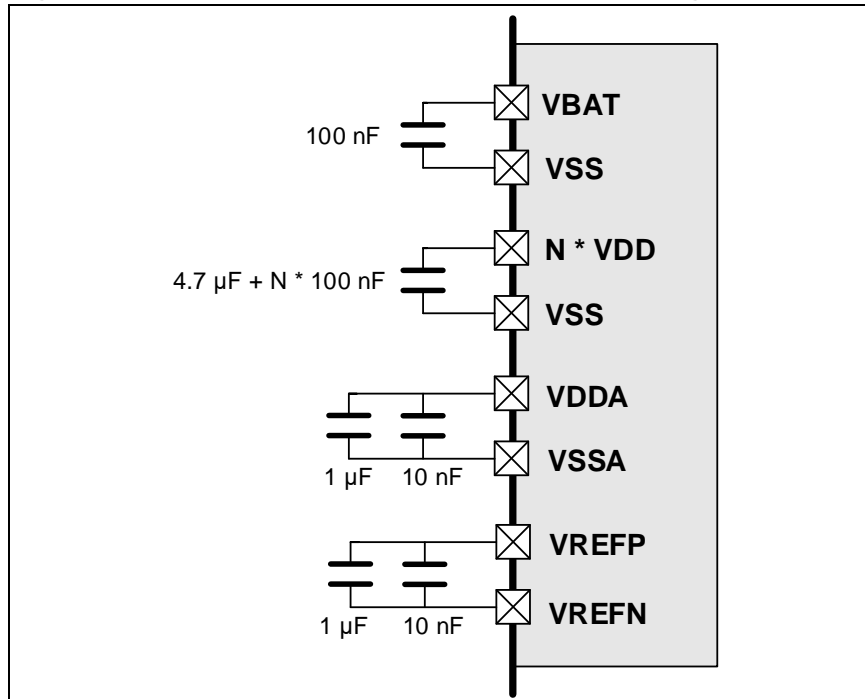 VBAT
100 nF
VSS
N * VDD
4.7 µF + N * 100 nF
VSS
VDDA
1 µF 10 nF
VSSA
VREFP
1 µF 10 nF
VREFN